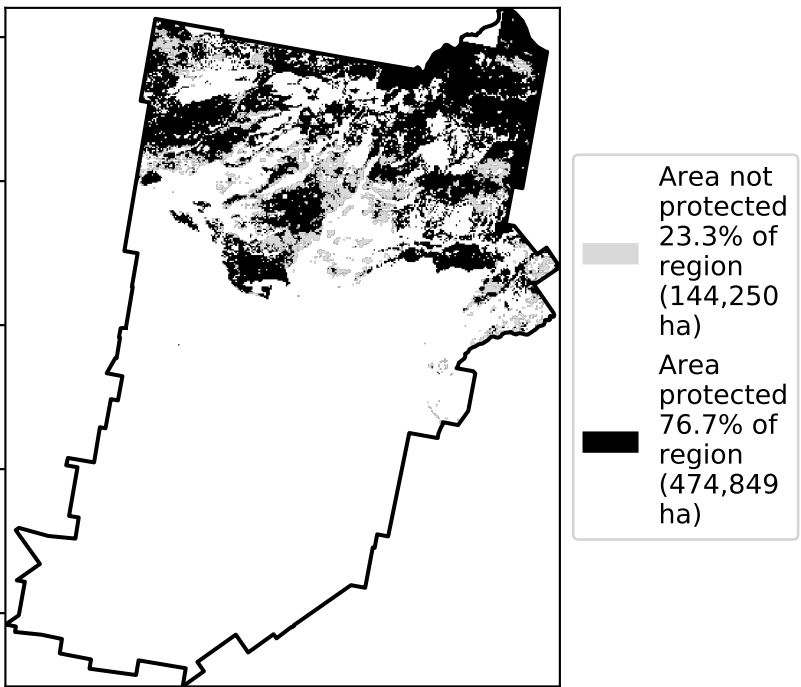 Area not
protected
23.3% of
region
(144,250
ha)
Area
protected
76.7% of
region
(474,849
ha)